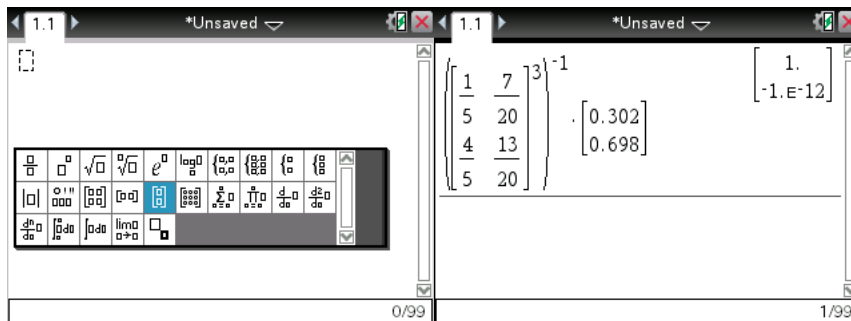 1.1 *Unsaved
0/99
1.1 *Unsaved
([1/5 7/20
4/5 13/20]^3)^-1 · [0.302
0.698]
[1.
-1.E-12]
1/99